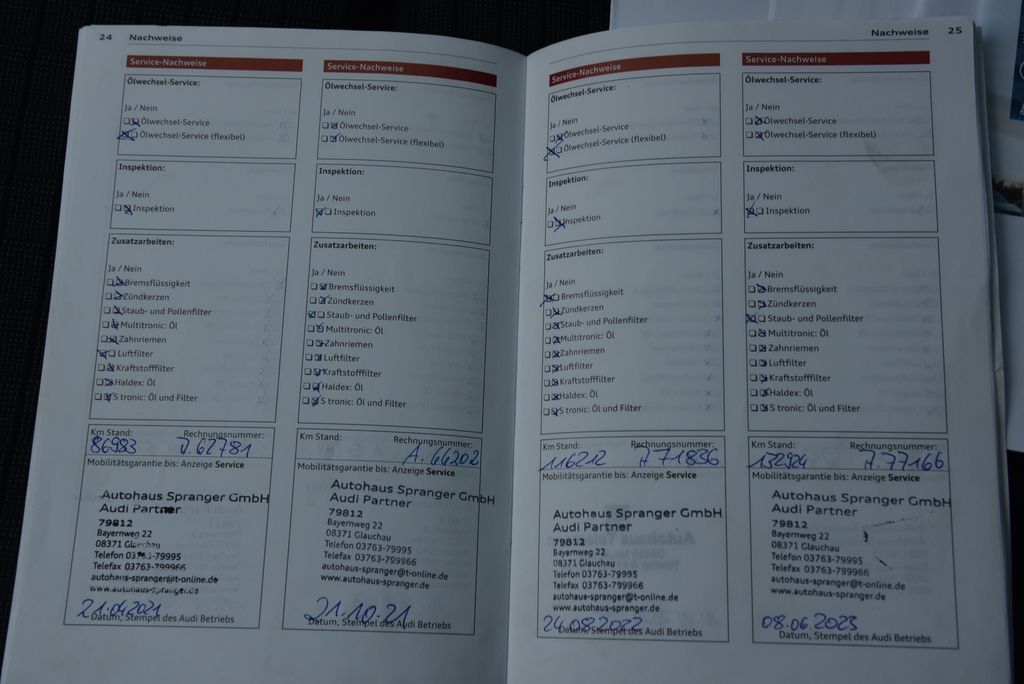 24 Nachweise
Service-Nachweise
Ölwechsel-Service:
Ja / Nein
Ölwechsel-Service
Ölwechsel-Service (flexibel)
Inspektion:
Ja / Nein
Inspektion
Zusatzarbeiten:
Ja / Nein
Bremsflüssigkeit
Zündkerzen
Staub- und Pollenfilter
Multitronic: Öl
Zahnriemen
Luftfilter
Kraftstofffilter
Haldex: Öl
S tronic: Öl und Filter
Km Stand: Rechnungsnummer:
86983 J.62781
Mobilitätsgarantie bis: Anzeige Service
Autohaus Spranger GmbH
Audi Partner
79812
Bayernweg 22
08371 Glauchau
Telefon 03763-79995
Telefax 03763-799966
autohaus-spranger@t-online.de
www.autohaus-spranger.de
21.04.2021
Datum, Stempel des Audi Betriebs
Service-Nachweise
Ölwechsel-Service:
Ja / Nein
Ölwechsel-Service
Ölwechsel-Service (flexibel)
Inspektion:
Ja / Nein
Inspektion
Zusatzarbeiten:
Ja / Nein
Bremsflüssigkeit
Zündkerzen
Staub- und Pollenfilter
Multitronic: Öl
Zahnriemen
Luftfilter
Kraftstofffilter
Haldex: Öl
S tronic: Öl und Filter
Km Stand: Rechnungsnummer:
A. 66202
Mobilitätsgarantie bis: Anzeige Service
Autohaus Spranger GmbH
Audi Partner
79812
Bayernweg 22
08371 Glauchau
Telefon 03763-79995
Telefax 03763-799966
autohaus-spranger@t-online.de
www.autohaus-spranger.de
21.10.21
Datum, Stempel des Audi Betriebs
Nachweise 25
Service-Nachweise
Ölwechsel-Service:
Ja / Nein
Ölwechsel-Service
Ölwechsel-Service (flexibel)
Inspektion:
Ja / Nein
Inspektion
Zusatzarbeiten:
Ja / Nein
Bremsflüssigkeit
Zündkerzen
Staub- und Pollenfilter
Multitronic: Öl
Zahnriemen
Luftfilter
Kraftstofffilter
Haldex: Öl
S tronic: Öl und Filter
Km Stand: Rechnungsnummer:
116212 A 71836
Mobilitätsgarantie bis: Anzeige Service
Autohaus Spranger GmbH
Audi Partner
79812
Bayernweg 22
08371 Glauchau
Telefon 03763-79995
Telefax 03763-799966
autohaus-spranger@t-online.de
www.autohaus-spranger.de
24.08.2022
Datum, Stempel des Audi Betriebs
Service-Nachweise
Ölwechsel-Service:
Ja / Nein
Ölwechsel-Service
Ölwechsel-Service (flexibel)
Inspektion:
Ja / Nein
Inspektion
Zusatzarbeiten:
Ja / Nein
Bremsflüssigkeit
Zündkerzen
Staub- und Pollenfilter
Multitronic: Öl
Zahnriemen
Luftfilter
Kraftstofffilter
Haldex: Öl
S tronic: Öl und Filter
Km Stand: Rechnungsnummer:
132924 A. 77166
Mobilitätsgarantie bis: Anzeige Service
Autohaus Spranger GmbH
Audi Partner
79812
Bayernweg 22
08371 Glauchau
Telefon 03763-79995
Telefax 03763-799966
autohaus-spranger@t-online.de
www.autohaus-spranger.de
08.06.2023
Datum, Stempel des Audi Betriebs